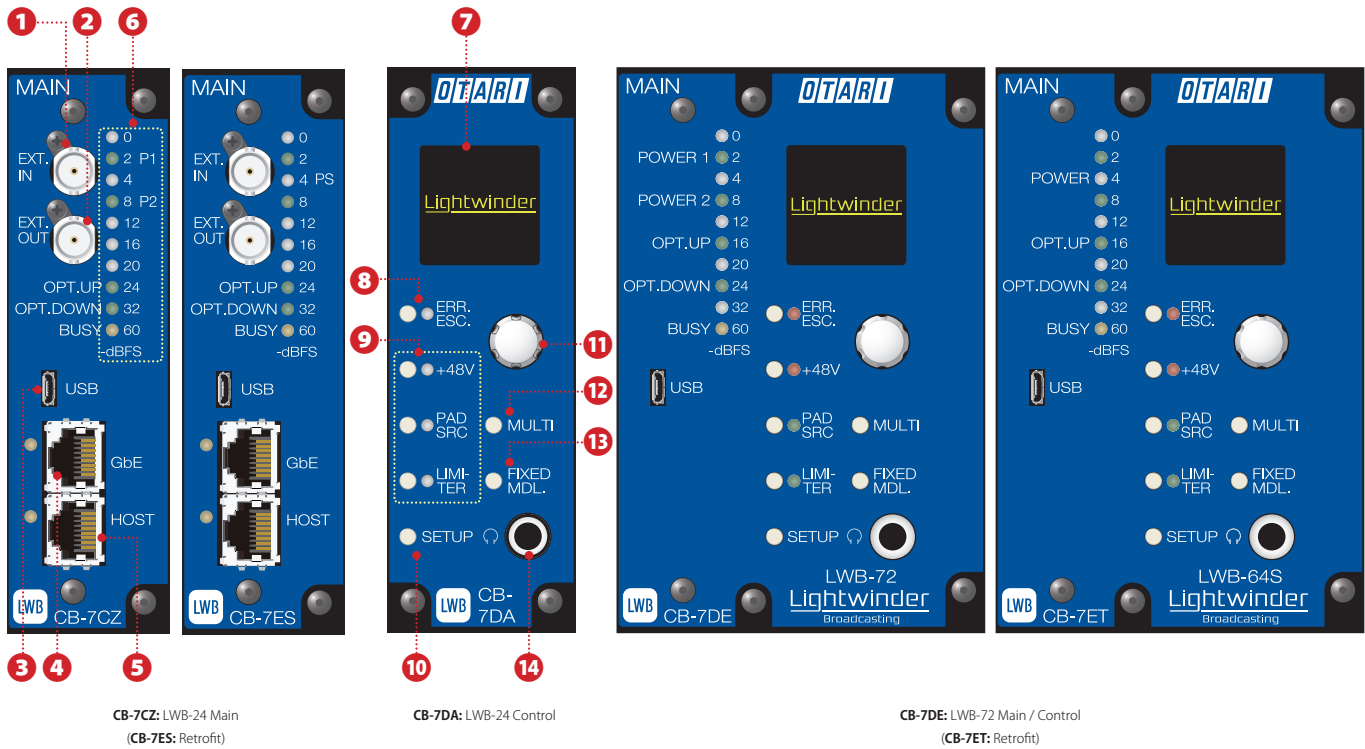 1 2 6 7
MAIN
EXT. IN
EXT. OUT
0
2 P1
4
8 P2
12
16
20
OPT.UP 24
OPT.DOWN 32
BUSY 60
-dBFS
USB
GbE
HOST
LWB CB-7CZ
MAIN
EXT. IN
EXT. OUT
0
2
4 PS
8
12
16
20
OPT.UP 24
OPT.DOWN 32
BUSY 60
-dBFS
USB
GbE
HOST
LWB CB-7ES
OTARI
Lightwinder
8
ERR. ESC.
9
+48V
11
PAD SRC
MULTI
12
LIMI- TER
FIXED MDL.
13
SETUP
LWB CB- 7DA
MAIN
OTARI
0
POWER 1 2
4
POWER 2 8
12
OPT.UP 16
20
OPT.DOWN 24
32
BUSY 60
-dBFS
USB
Lightwinder
ERR. ESC.
+48V
PAD SRC
MULTI
LIMI- TER
FIXED MDL.
SETUP
LWB-72
Lightwinder
Broadcasting
LWB CB-7DE
MAIN
OTARI
0
2
POWER 4
8
12
OPT.UP 16
20
OPT.DOWN 24
32
BUSY 60
-dBFS
USB
Lightwinder
ERR. ESC.
+48V
PAD SRC
MULTI
LIMI- TER
FIXED MDL.
SETUP
LWB-64S
Lightwinder
Broadcasting
LWB CB-7ET
3 4 5 10 14
CB-7CZ: LWB-24 Main
(CB-7ES: Retrofit)
CB-7DA: LWB-24 Control
CB-7DE: LWB-72 Main / Control
(CB-7ET: Retrofit)